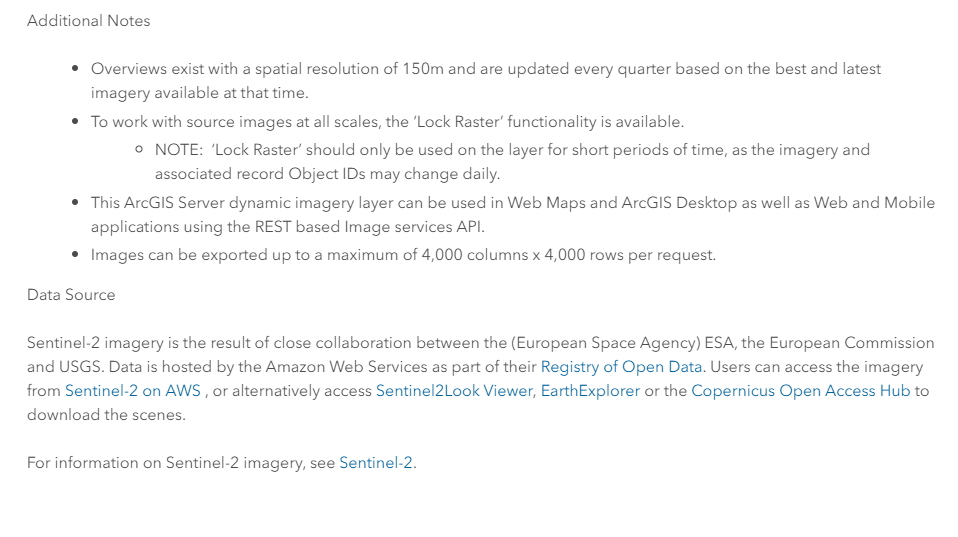 Additional Notes
Overviews exist with a spatial resolution of 150m and are updated every quarter based on the best and latest
imagery available at that time.
To work with source images at all scales, the ‘Lock Raster’ functionality is available.
NOTE:  ‘Lock Raster’ should only be used on the layer for short periods of time, as the imagery and
associated record Object IDs may change daily.
This ArcGIS Server dynamic imagery layer can be used in Web Maps and ArcGIS Desktop as well as Web and Mobile
applications using the REST based Image services API.
Images can be exported up to a maximum of 4,000 columns x 4,000 rows per request.
Data Source
Sentinel-2 imagery is the result of close collaboration between the (European Space Agency) ESA, the European Commission
and USGS. Data is hosted by the Amazon Web Services as part of their Registry of Open Data. Users can access the imagery
from Sentinel-2 on AWS , or alternatively access Sentinel2Look Viewer, EarthExplorer or the Copernicus Open Access Hub to
download the scenes.
For information on Sentinel-2 imagery, see Sentinel-2.